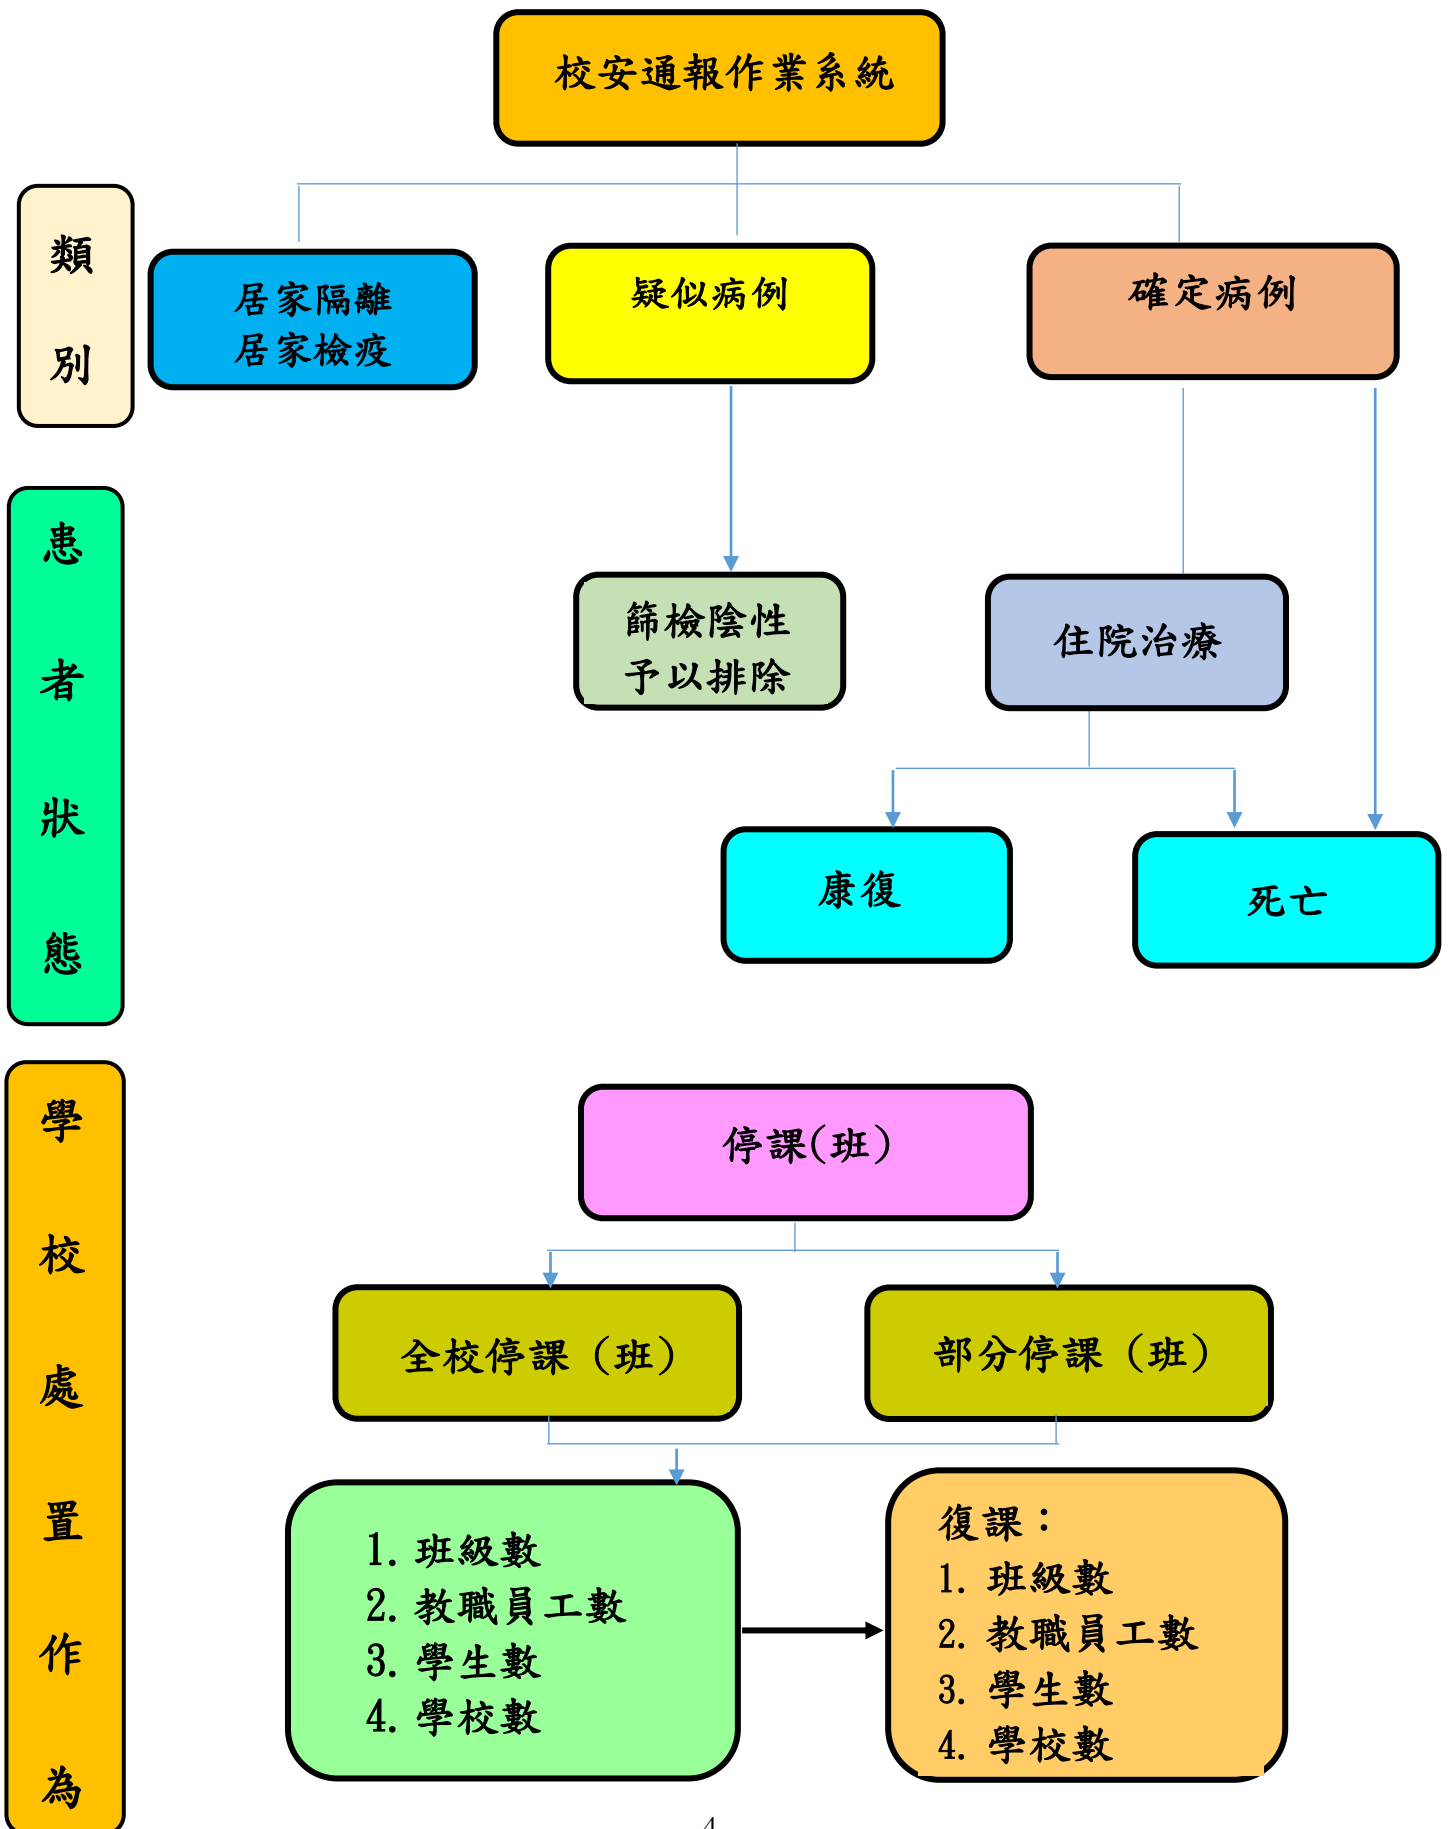 校安通報作業系統
類別
居家隔離
居家檢疫
疑似病例
確定病例
患者狀態
篩檢陰性
予以排除
住院治療
康復
死亡
學校處置作為
停課(班)
全校停課（班）
部分停課（班）
1. 班級數
2. 教職員工數
3. 學生數
4. 學校數
復課：
1. 班級數
2. 教職員工數
3. 學生數
4. 學校數
4